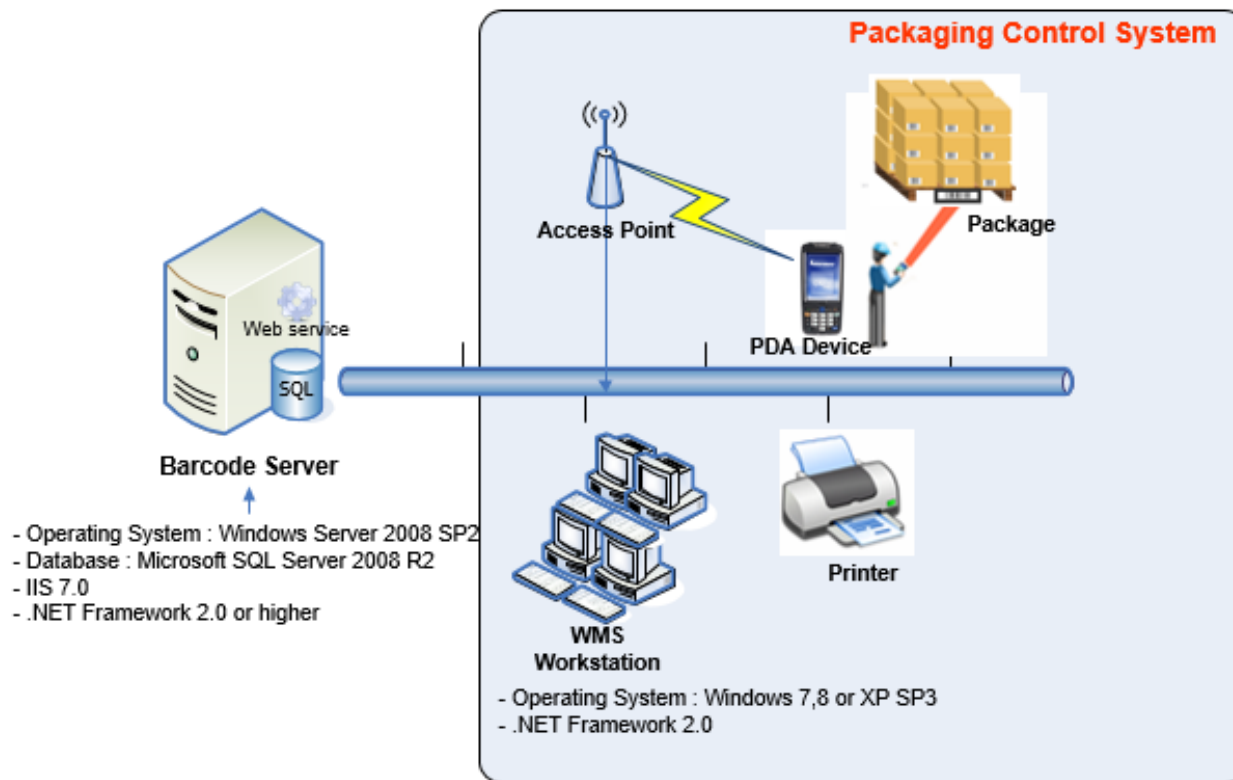 Packaging Control System
Access Point
Package
PDA Device
Web service
SQL
Barcode Server
- Operating System : Windows Server 2008 SP2
- Database : Microsoft SQL Server 2008 R2
- IIS 7.0
- .NET Framework 2.0 or higher
Printer
WMS
Workstation
- Operating System : Windows 7,8 or XP SP3
- .NET Framework 2.0